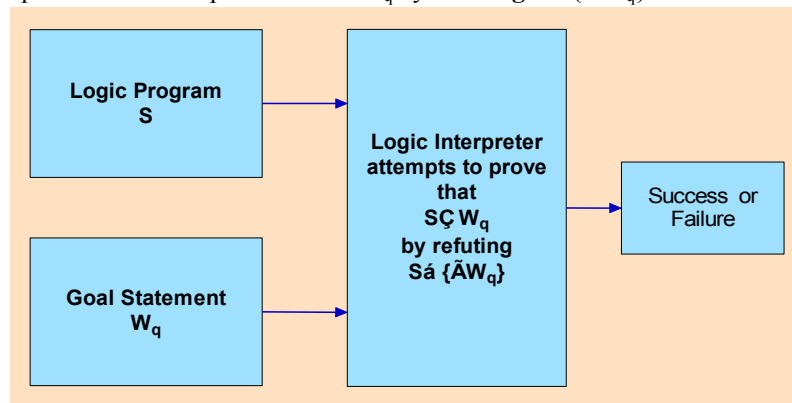 Logic Program
S
Logic Interpreter
attempts to prove
that
SÇ Wq
by refuting
Sá {ÃWq}
Success or
Failure
Goal Statement
Wq